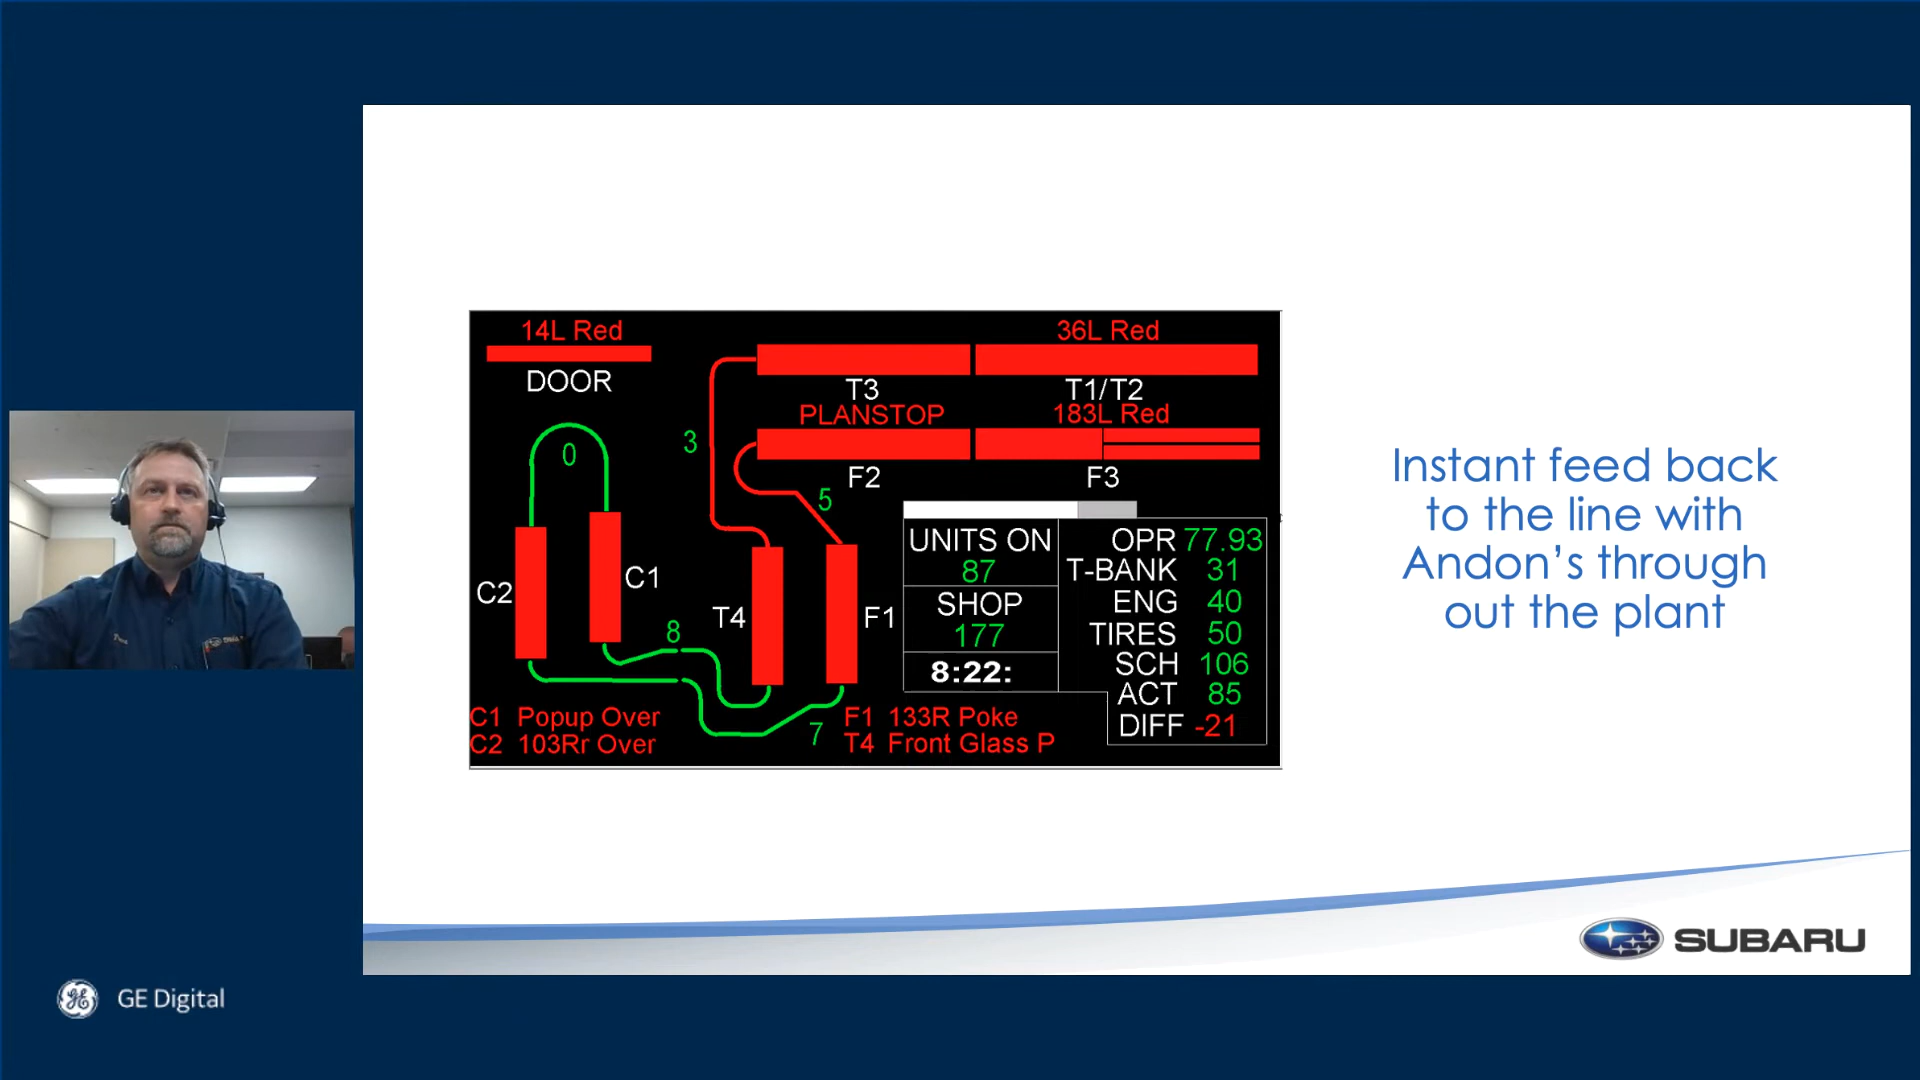 14L Red
DOOR
36L Red
T3
T1/T2
PLANSTOP
183L Red
F2
F3
0
3
5
C2
C1
T4
F1
8
7
UNITS ON
87
SHOP
177
8:22:
OPR 77.93
T-BANK 31
ENG 40
TIRES 50
SCH 106
ACT 85
DIFF -21
C1 Popup Over
C2 103Rr Over
F1 133R Poke
T4 Front Glass P
Instant feed back
to the line with
Andon’s through
out the plant
SUBARU
GE Digital